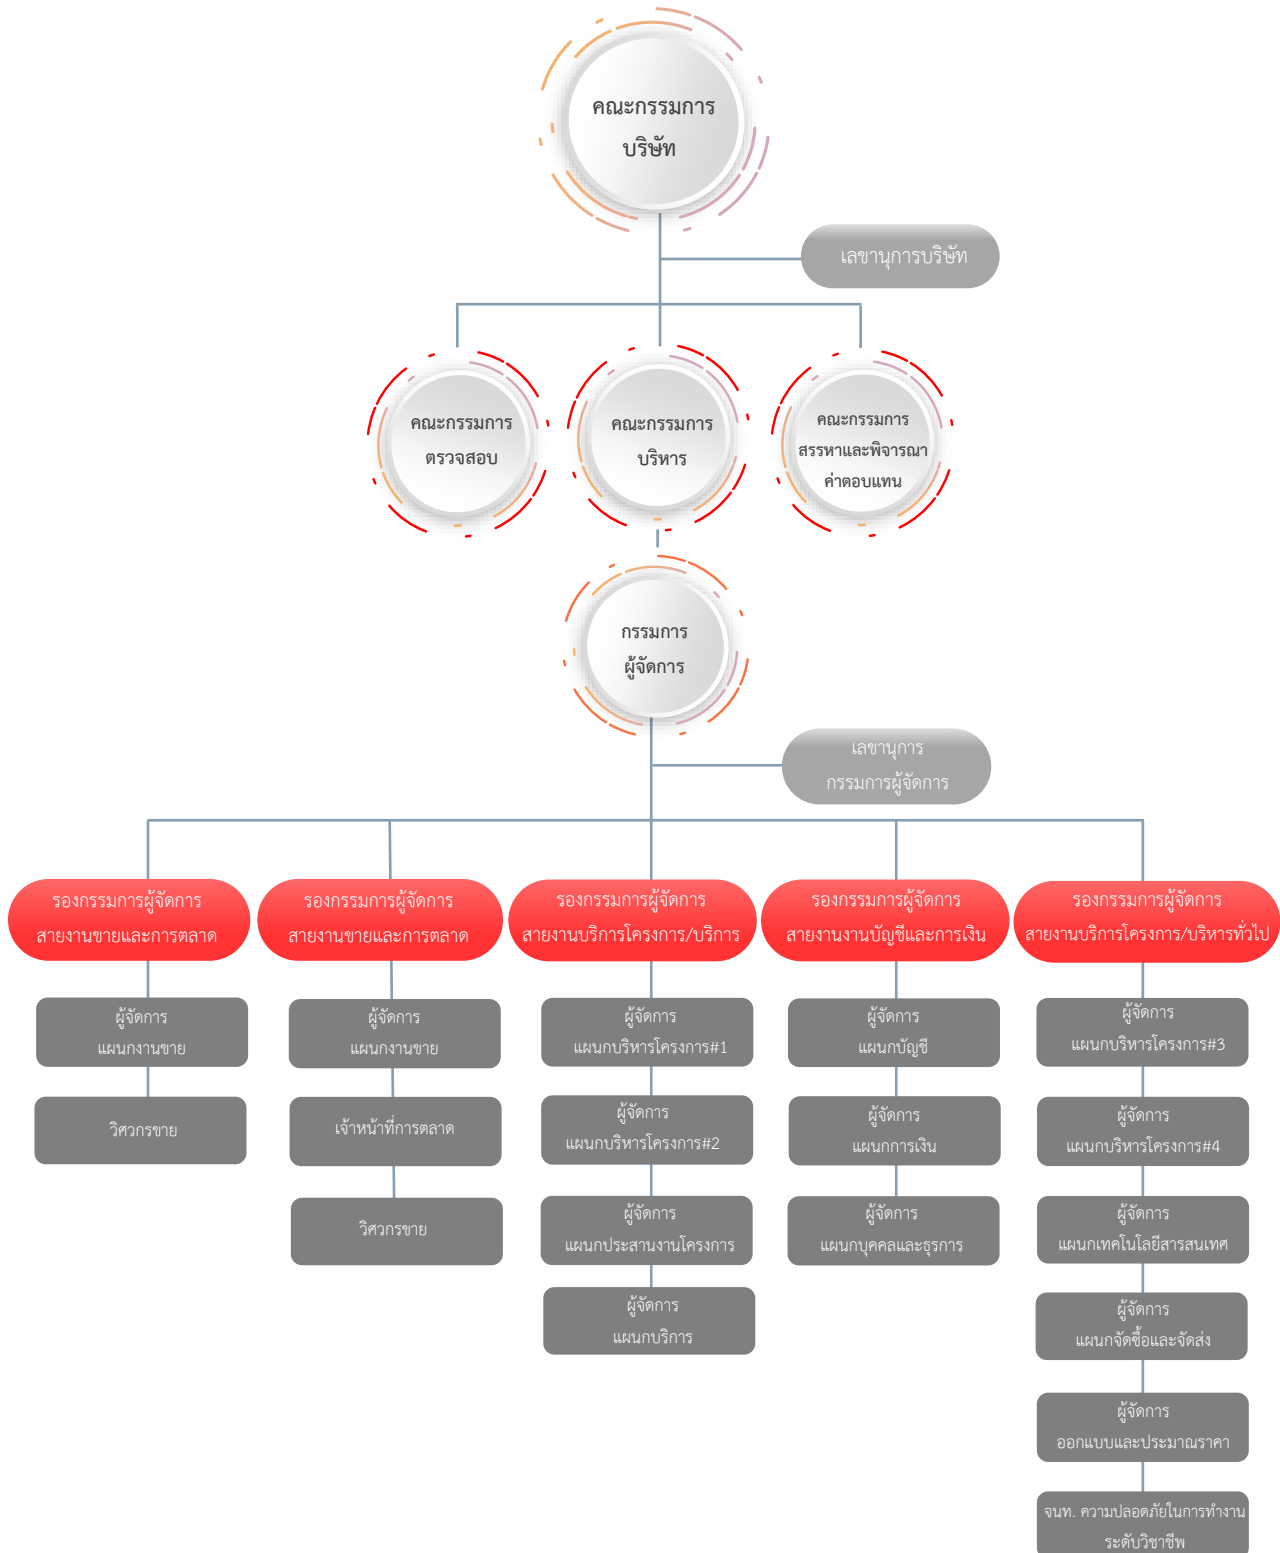 คณะกรรมการ
บริษัท
เลขานุการบริษัท
คณะกรรมการ
ตรวจสอบ
คณะกรรมการ
บริหาร
คณะกรรมการ
สรรหาและพิจารณา
ค่าตอบแทน
กรรมการ
ผู้จัดการ
เลขานุการ
กรรมการผู้จัดการ
รองกรรมการผู้จัดการ
สายงานขายและการตลาด
ผู้จัดการ
แผนกงานขาย
วิศวกรขาย
รองกรรมการผู้จัดการ
สายงานขายและการตลาด
ผู้จัดการ
แผนกงานขาย
เจ้าหน้าที่การตลาด
วิศวกรขาย
รองกรรมการผู้จัดการ
สายงานบริการโครงการ/บริการ
ผู้จัดการ
แผนกบริหารโครงการ#1
ผู้จัดการ
แผนกบริหารโครงการ#2
ผู้จัดการ
แผนกประสานงานโครงการ
ผู้จัดการ
แผนกบริการ
รองกรรมการผู้จัดการ
สายงานงานบัญชีและการเงิน
ผู้จัดการ
แผนกบัญชี
ผู้จัดการ
แผนกการเงิน
ผู้จัดการ
แผนกบุคคลและธุรการ
รองกรรมการผู้จัดการ
สายงานบริการโครงการ/บริหารทั่วไป
ผู้จัดการ
แผนกบริหารโครงการ#3
ผู้จัดการ
แผนกบริหารโครงการ#4
ผู้จัดการ
แผนกเทคโนโลยีสารสนเทศ
ผู้จัดการ
แผนกจัดซื้อและจัดส่ง
ผู้จัดการ
ออกแบบและประมาณราคา
จนท. ความปลอดภัยในการทำงาน
ระดับวิชาชีพ